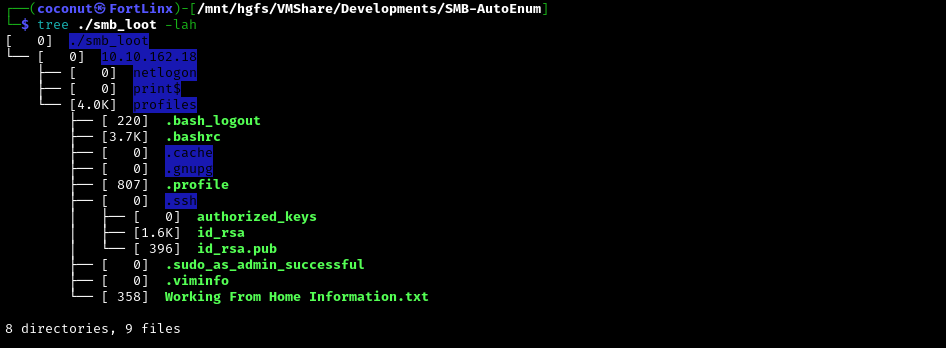 ┌──(coconut㉿FortLinx)-[/mnt/hgfs/VMShare/Developments/SMB-AutoEnum]
└─$ tree ./smb_loot -lah
[   0]  ./smb_loot
└── [   0]  10.10.162.18
    ├── [   0]  netlogon
    ├── [   0]  print$
    └── [4.0K]  profiles
        ├── [ 220]  .bash_logout
        ├── [3.7K]  .bashrc
        ├── [   0]  .cache
        ├── [   0]  .gnupg
        ├── [ 807]  .profile
        ├── [   0]  .ssh
        │   ├── [   0]  authorized_keys
        │   ├── [1.6K]  id_rsa
        │   └── [ 396]  id_rsa.pub
        ├── [   0]  .sudo_as_admin_successful
        ├── [   0]  .viminfo
        └── [ 358]  Working From Home Information.txt
8 directories, 9 files